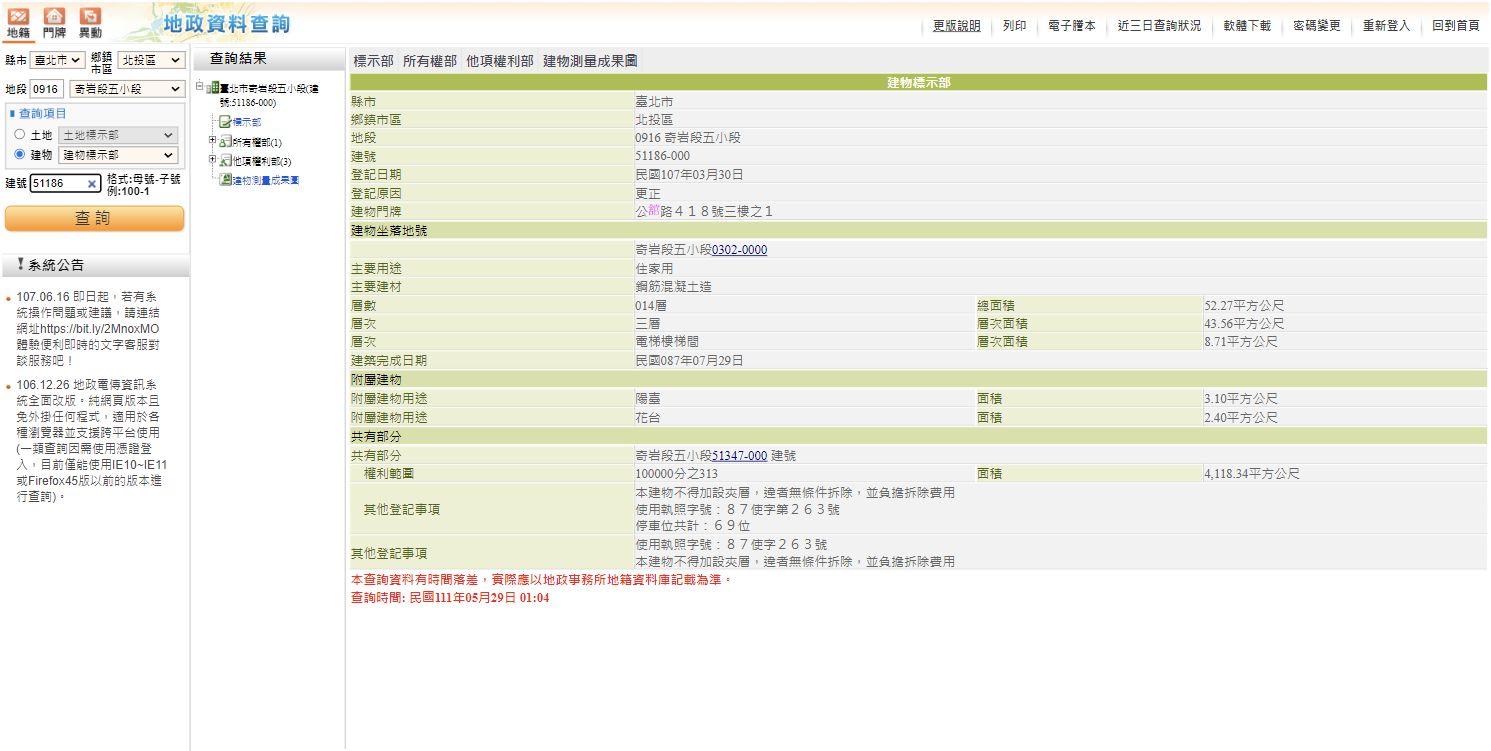 地籍 門牌 異動
地政資料查詢
更版說明 列印 電子謄本 近三日查詢狀況 軟體下載 密碼變更 重新登入 回到首頁
縣市 臺北市 鄉鎮市區 北投區
地段 0916 奇岩段五小段
查詢項目
土地 土地標示部
建物 建物標示部
建號 51186 格式:母號-子號
例:100-1
查詢
系統公告
107.06.16 即日起，若有系
統操作問題或建議，請連結
網址https://bit.ly/2MnoxMO
體驗便利即時的文字客服對
談服務吧！
106.12.26 地政電傳資訊系
統全面改版。純網頁版本且
免外掛任何程式，適用於各
種瀏覽器並支援跨平台使用
(一類查詢因需使用憑證登
入，目前僅能使用IE10~IE11
或Firefox45版以前的版本進
行查詢)。
查詢結果
臺北市奇岩段五小段(建
號:51186-000)
標示部
所有權部(1)
他項權利部(3)
建物測量成果圖
標示部 所有權部 他項權利部 建物測量成果圖
建物標示部
縣市 臺北市
鄉鎮市區 北投區
地段 0916 奇岩段五小段
建號 51186-000
登記日期 民國107年03月30日
登記原因 更正
建物門牌 公舘路４１８號三樓之１
建物坐落地號
奇岩段五小段0302-0000
主要用途 住家用
主要建材 鋼筋混凝土造
層數 014層 總面積 52.27平方公尺
層次 三層 層次面積 43.56平方公尺
層次 電梯樓梯間 層次面積 8.71平方公尺
建築完成日期 民國087年07月29日
附屬建物
附屬建物用途 陽臺 面積 3.10平方公尺
附屬建物用途 花台 面積 2.40平方公尺
共有部分
共有部分 奇岩段五小段51347-000 建號
權利範圍 100000分之313 面積 4,118.34平方公尺
其他登記事項 本建物不得加設夾層，違者無條件拆除，並負擔拆除費用
使用執照字號：８７使字第２６３號
停車位共計：６９位
其他登記事項 使用執照字號：８７使字２６３號
本建物不得加設夾層，違者無條件拆除，並負擔拆除費用
本查詢資料有時間落差，實際應以地政事務所地籍資料庫記載為準。
查詢時間: 民國111年05月29日 01:04